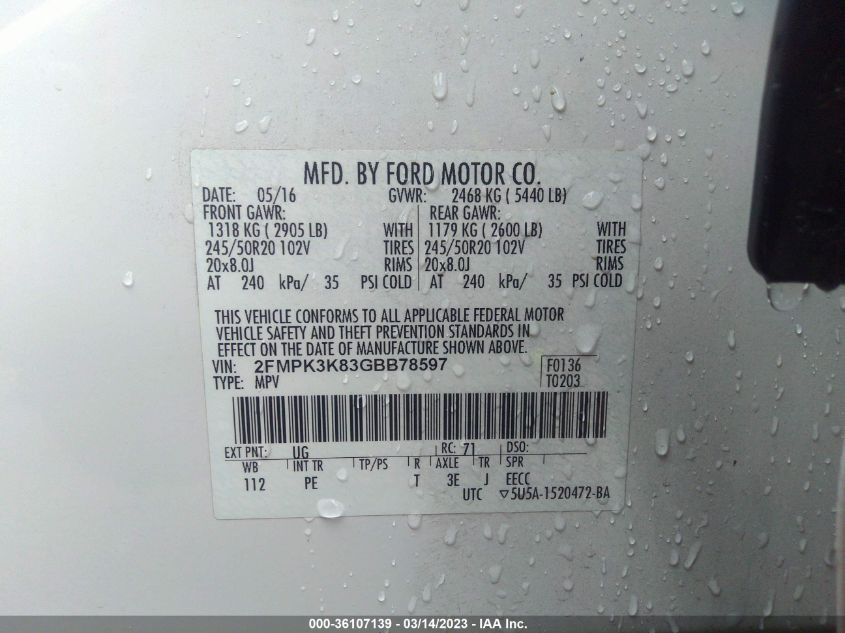 MFD. BY FORD MOTOR CO.
DATE: 05/16 GVWR: 2468 KG ( 5440 LB)
FRONT GAWR: REAR GAWR:
1318 KG ( 2905 LB) WITH 1179 KG ( 2600 LB) WITH
245/50R20 102V TIRES 245/50R20 102V TIRES
20x8.0J RIMS 20x8.0J RIMS
AT 240 kPa/ 35 PSI COLD AT 240 kPa/ 35 PSI COLD
THIS VEHICLE CONFORMS TO ALL APPLICABLE FEDERAL MOTOR
VEHICLE SAFETY AND THEFT PREVENTION STANDARDS IN
EFFECT ON THE DATE OF MANUFACTURE SHOWN ABOVE.
VIN: 2FMPK3K83GBB78597 F0136
TYPE: MPV T0203
EXT PNT: UG RC: 71 DSO:
WB INT TR TP/PS R AXLE TR SPR
112 PE T 3E J EECC
UTC ▽5U5A-1520472-BA
000-36107139 - 03/14/2023 - IAA Inc.